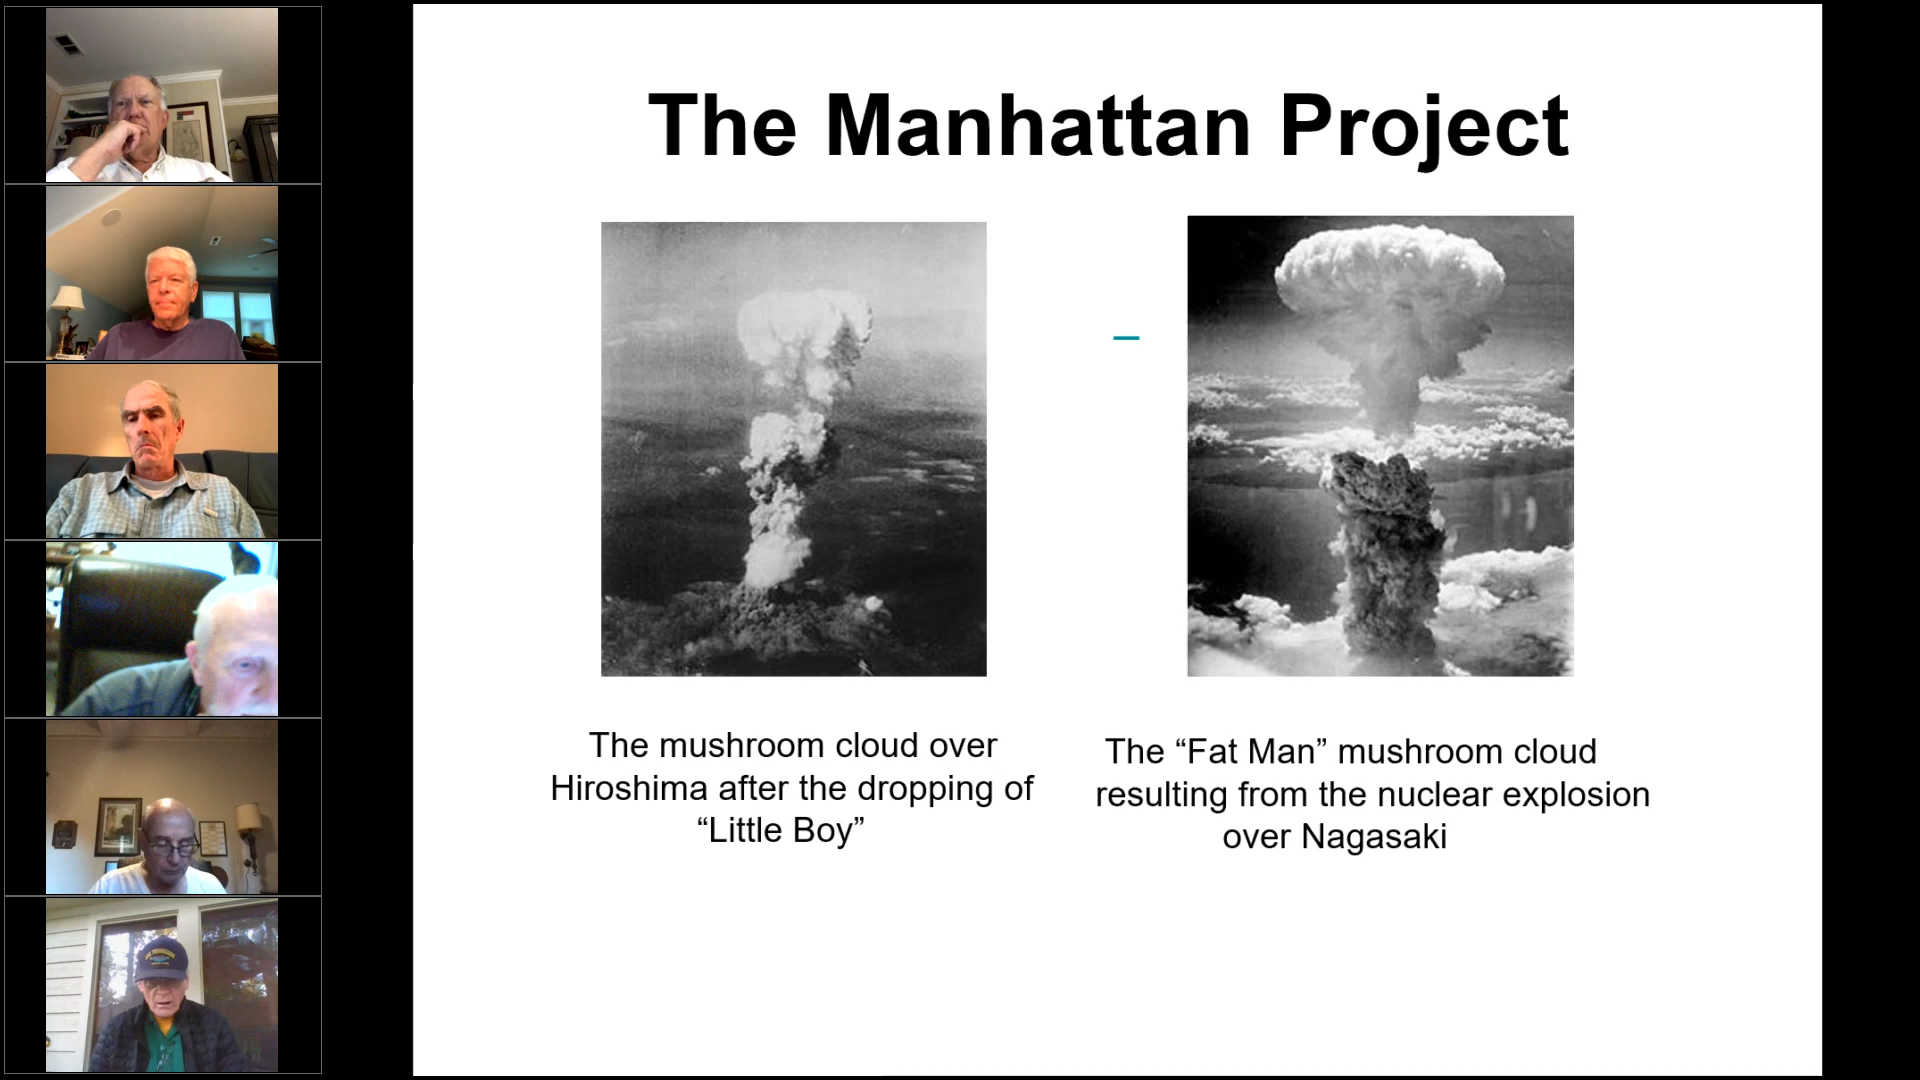 The Manhattan Project
The mushroom cloud over
Hiroshima after the dropping of
“Little Boy”
The “Fat Man” mushroom cloud
resulting from the nuclear explosion
over Nagasaki